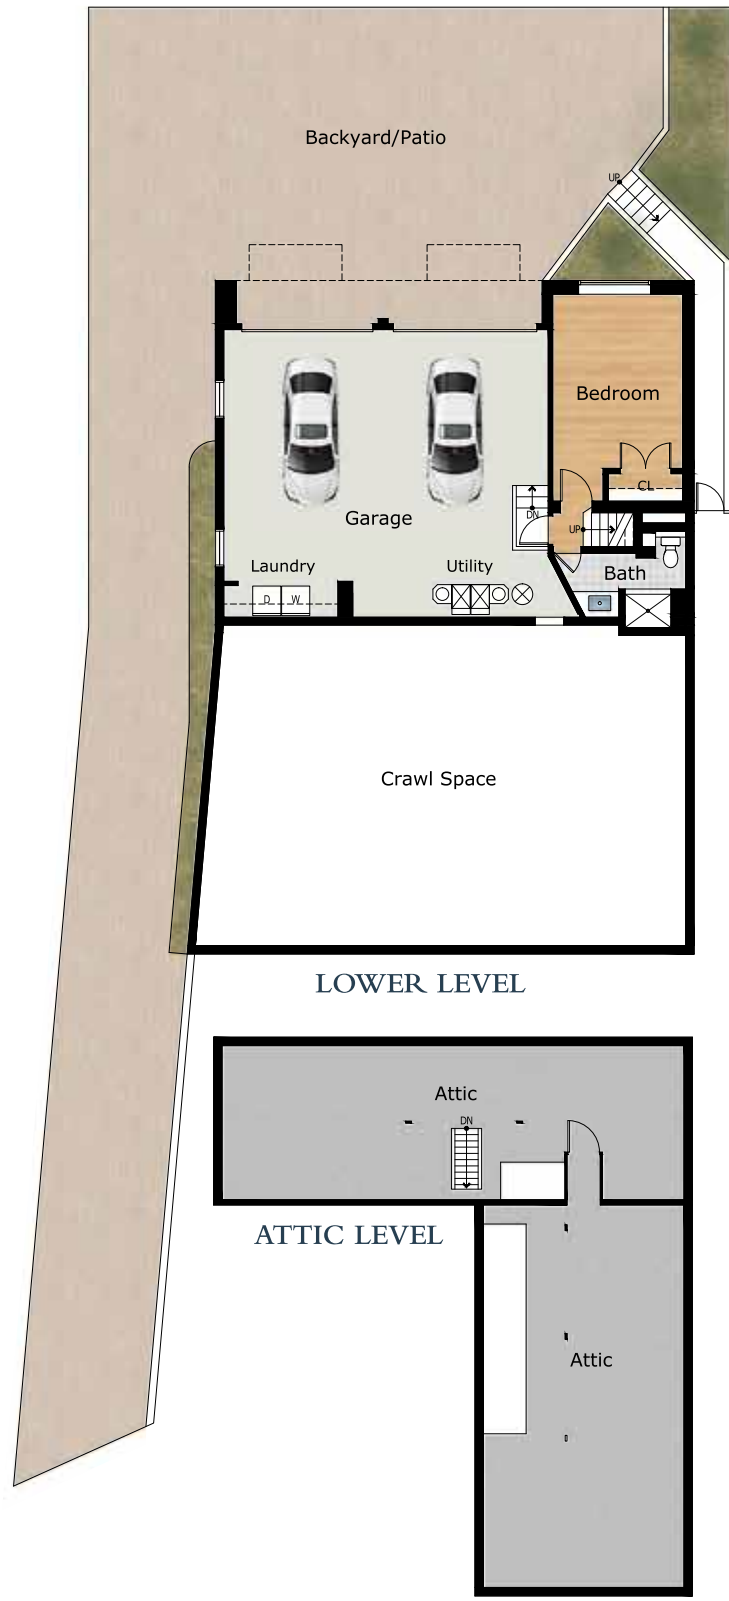 Backyard/Patio
UP
Bedroom
CL
Garage
DN
UP
Laundry
Utility
Bath
D
W
Crawl Space
LOWER LEVEL
Attic
DN
ATTIC LEVEL
Attic